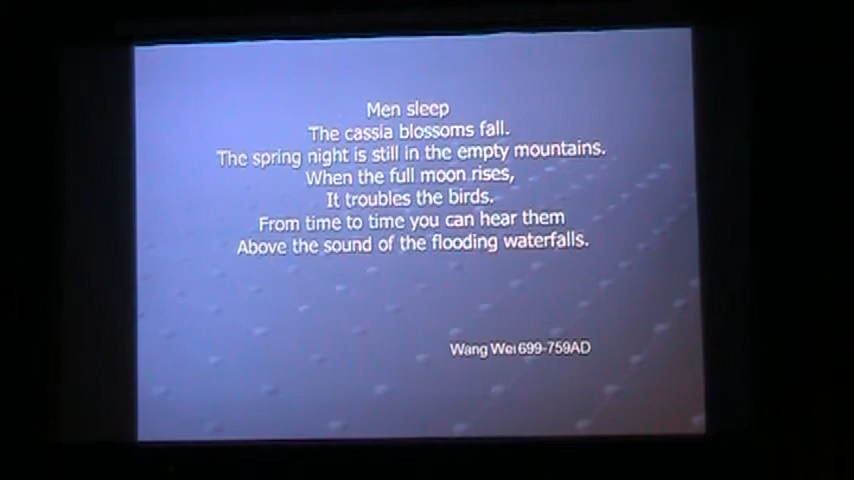 Men sleep
The cassia blossoms fall.
The spring night is still in the empty mountains.
When the full moon rises,
It troubles the birds.
From time to time you can hear them
Above the sound of the flooding waterfalls.
Wang Wei 699-759AD